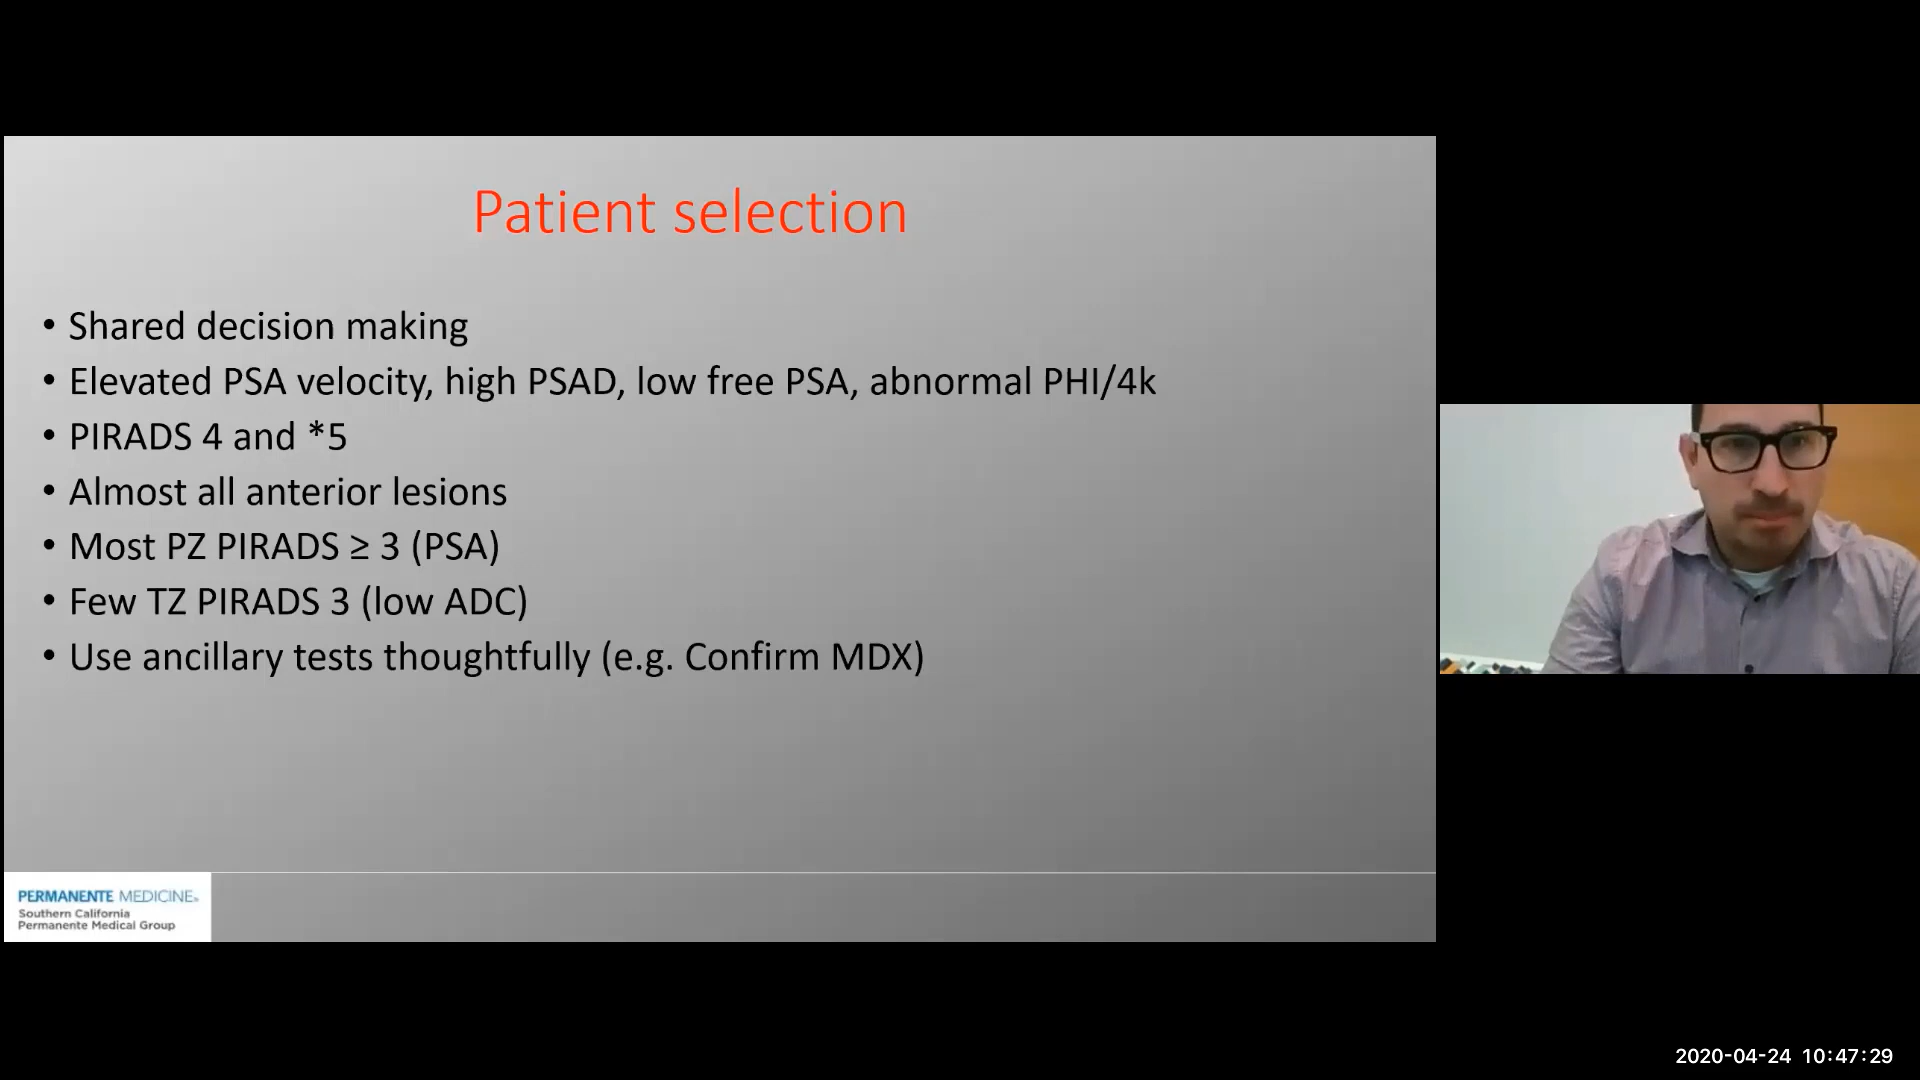 Patient selection
• Shared decision making
• Elevated PSA velocity, high PSAD, low free PSA, abnormal PHI/4k
• PIRADS 4 and *5
• Almost all anterior lesions
• Most PZ PIRADS ≥ 3 (PSA)
• Few TZ PIRADS 3 (low ADC)
• Use ancillary tests thoughtfully (e.g. Confirm MDX)
PERMANENTE MEDICINE®
Southern California
Permanente Medical Group
2020-04-24 10:47:29